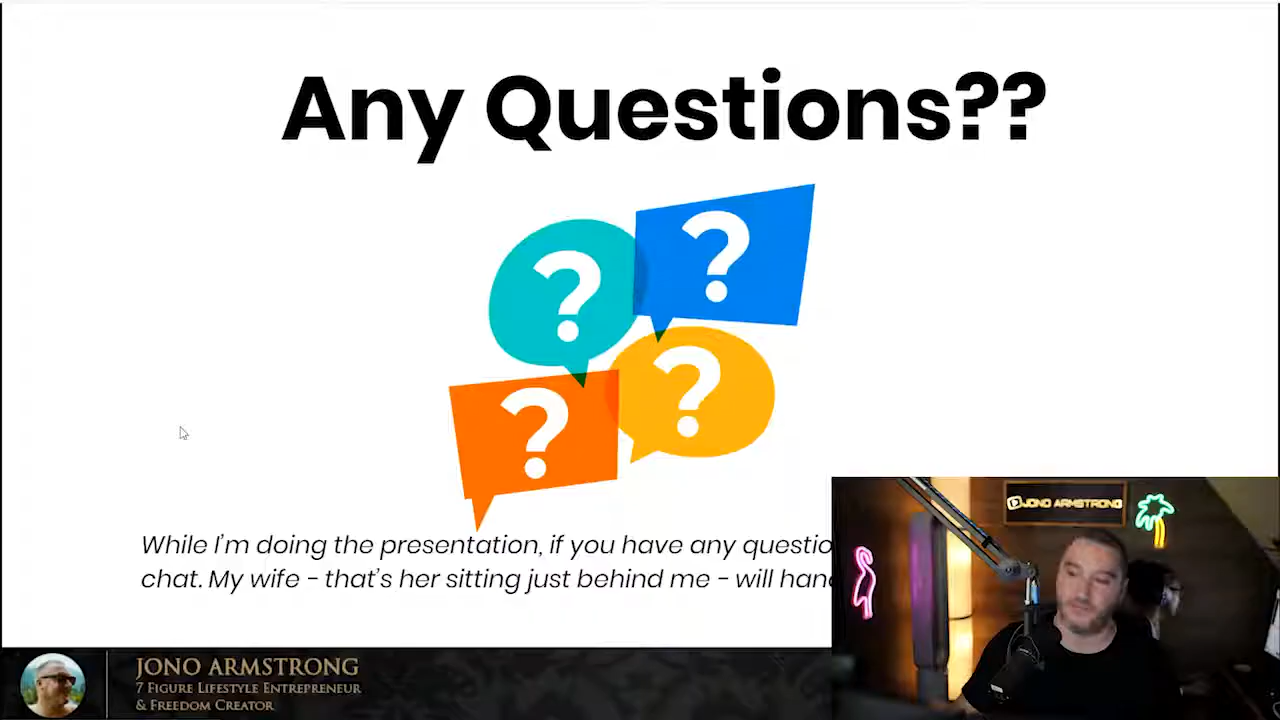 Any Questions??
?
?
?
?
While I'm doing the presentation, if you have any questio
chat. My wife - that's her sitting just behind me - will han
JONO ARMSTRONG
JONO ARMSTRONG
7 Figure Lifestyle Entrepreneur
& Freedom Creator